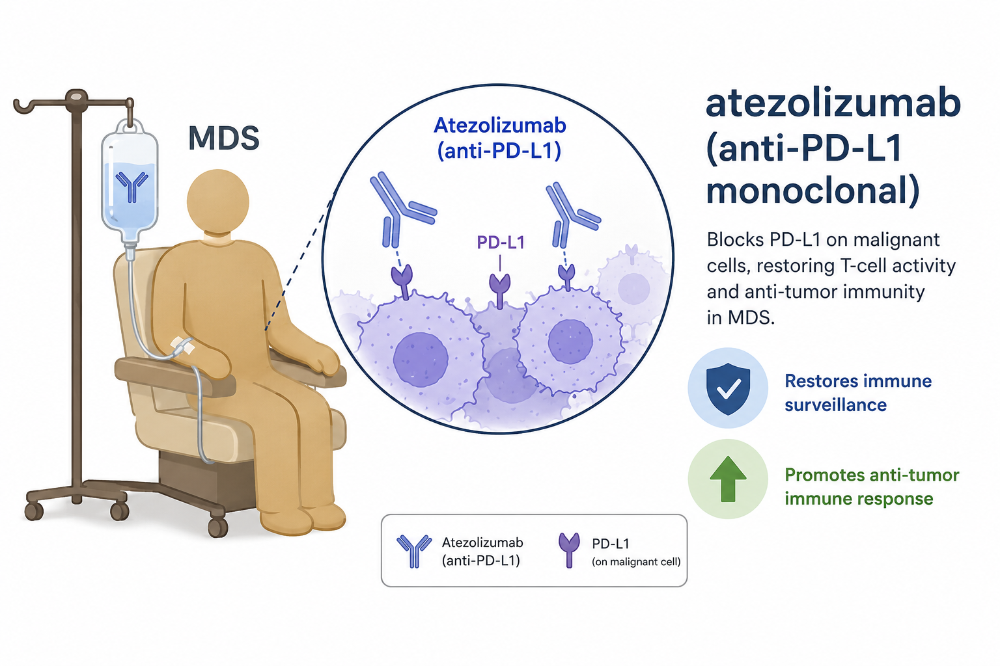 MDS
Atezolizumab
(anti-PD-L1)
PD-L1
atezolizumab
(anti-PD-L1
monoclonal)
Blocks PD-L1 on malignant
cells, restoring T-cell activity
and anti-tumor immunity
in MDS.
Restores immune
surveillance
Promotes anti-tumor
immune response
Atezolizumab
(anti-PD-L1)
PD-L1
(on malignant cell)